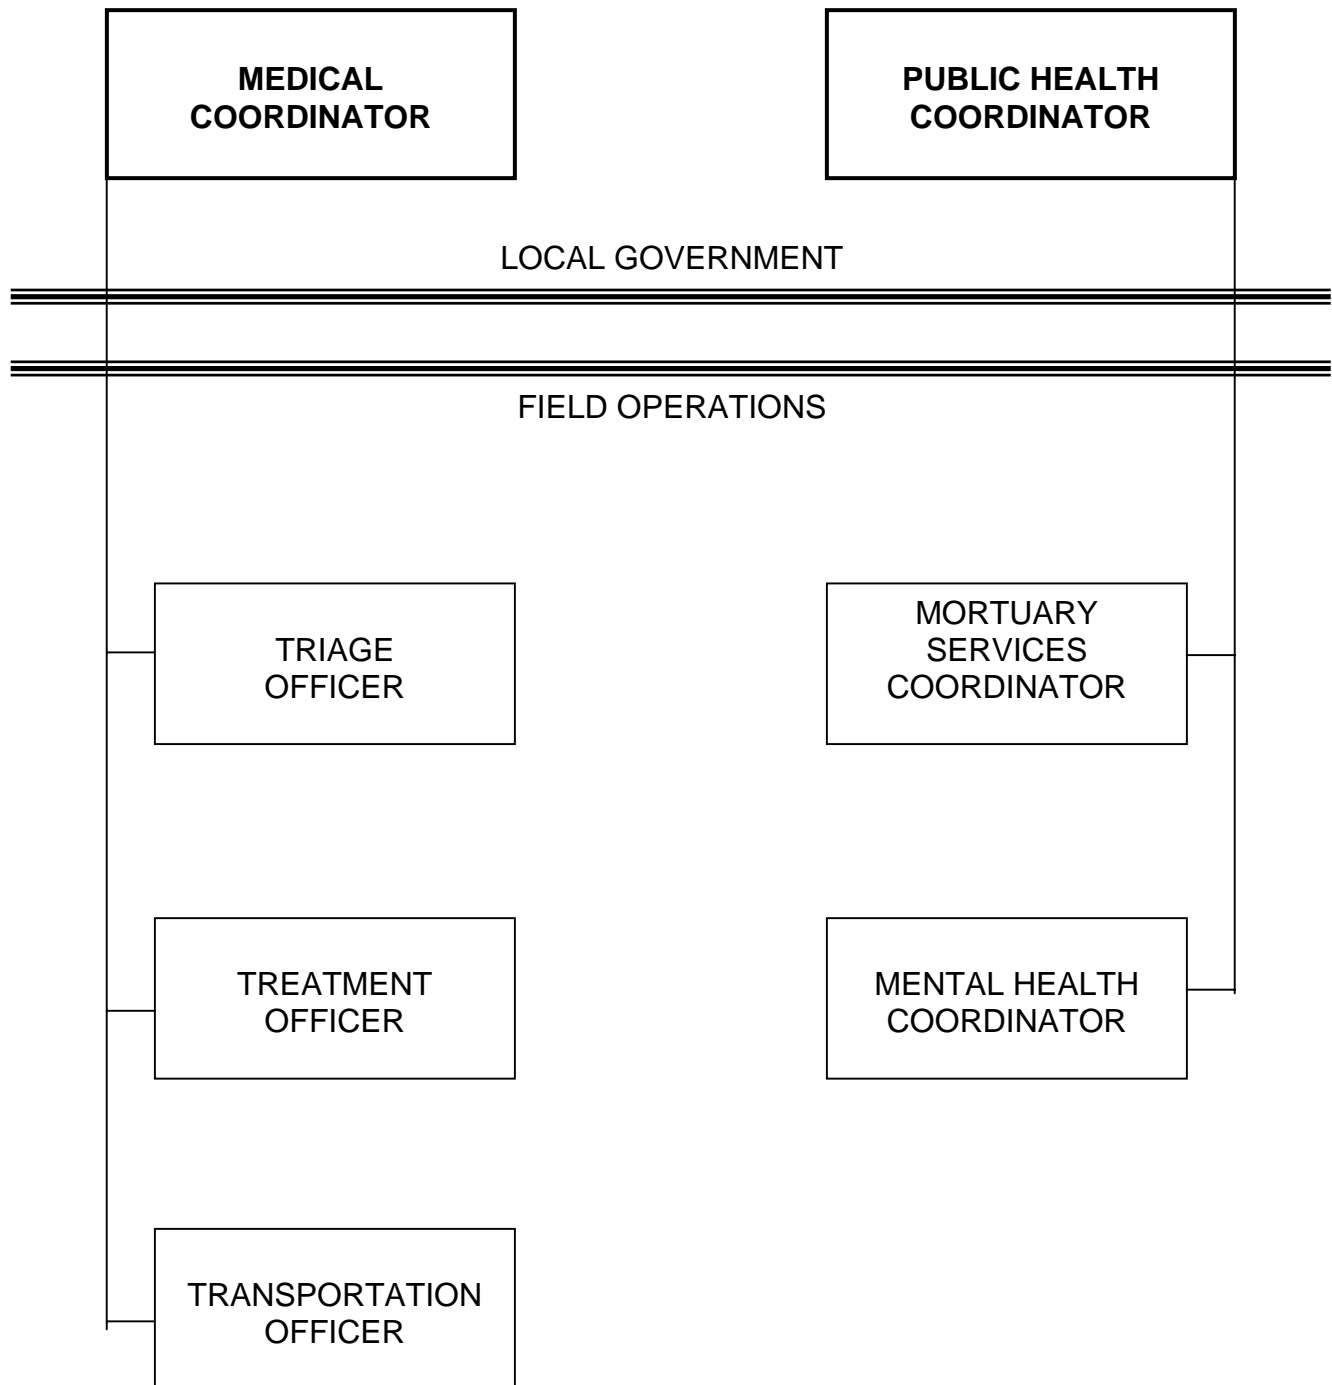 MEDICAL
COORDINATOR
PUBLIC HEALTH
COORDINATOR
LOCAL GOVERNMENT
FIELD OPERATIONS
TRIAGE
OFFICER
MORTUARY
SERVICES
COORDINATOR
TREATMENT
OFFICER
MENTAL HEALTH
COORDINATOR
TRANSPORTATION
OFFICER